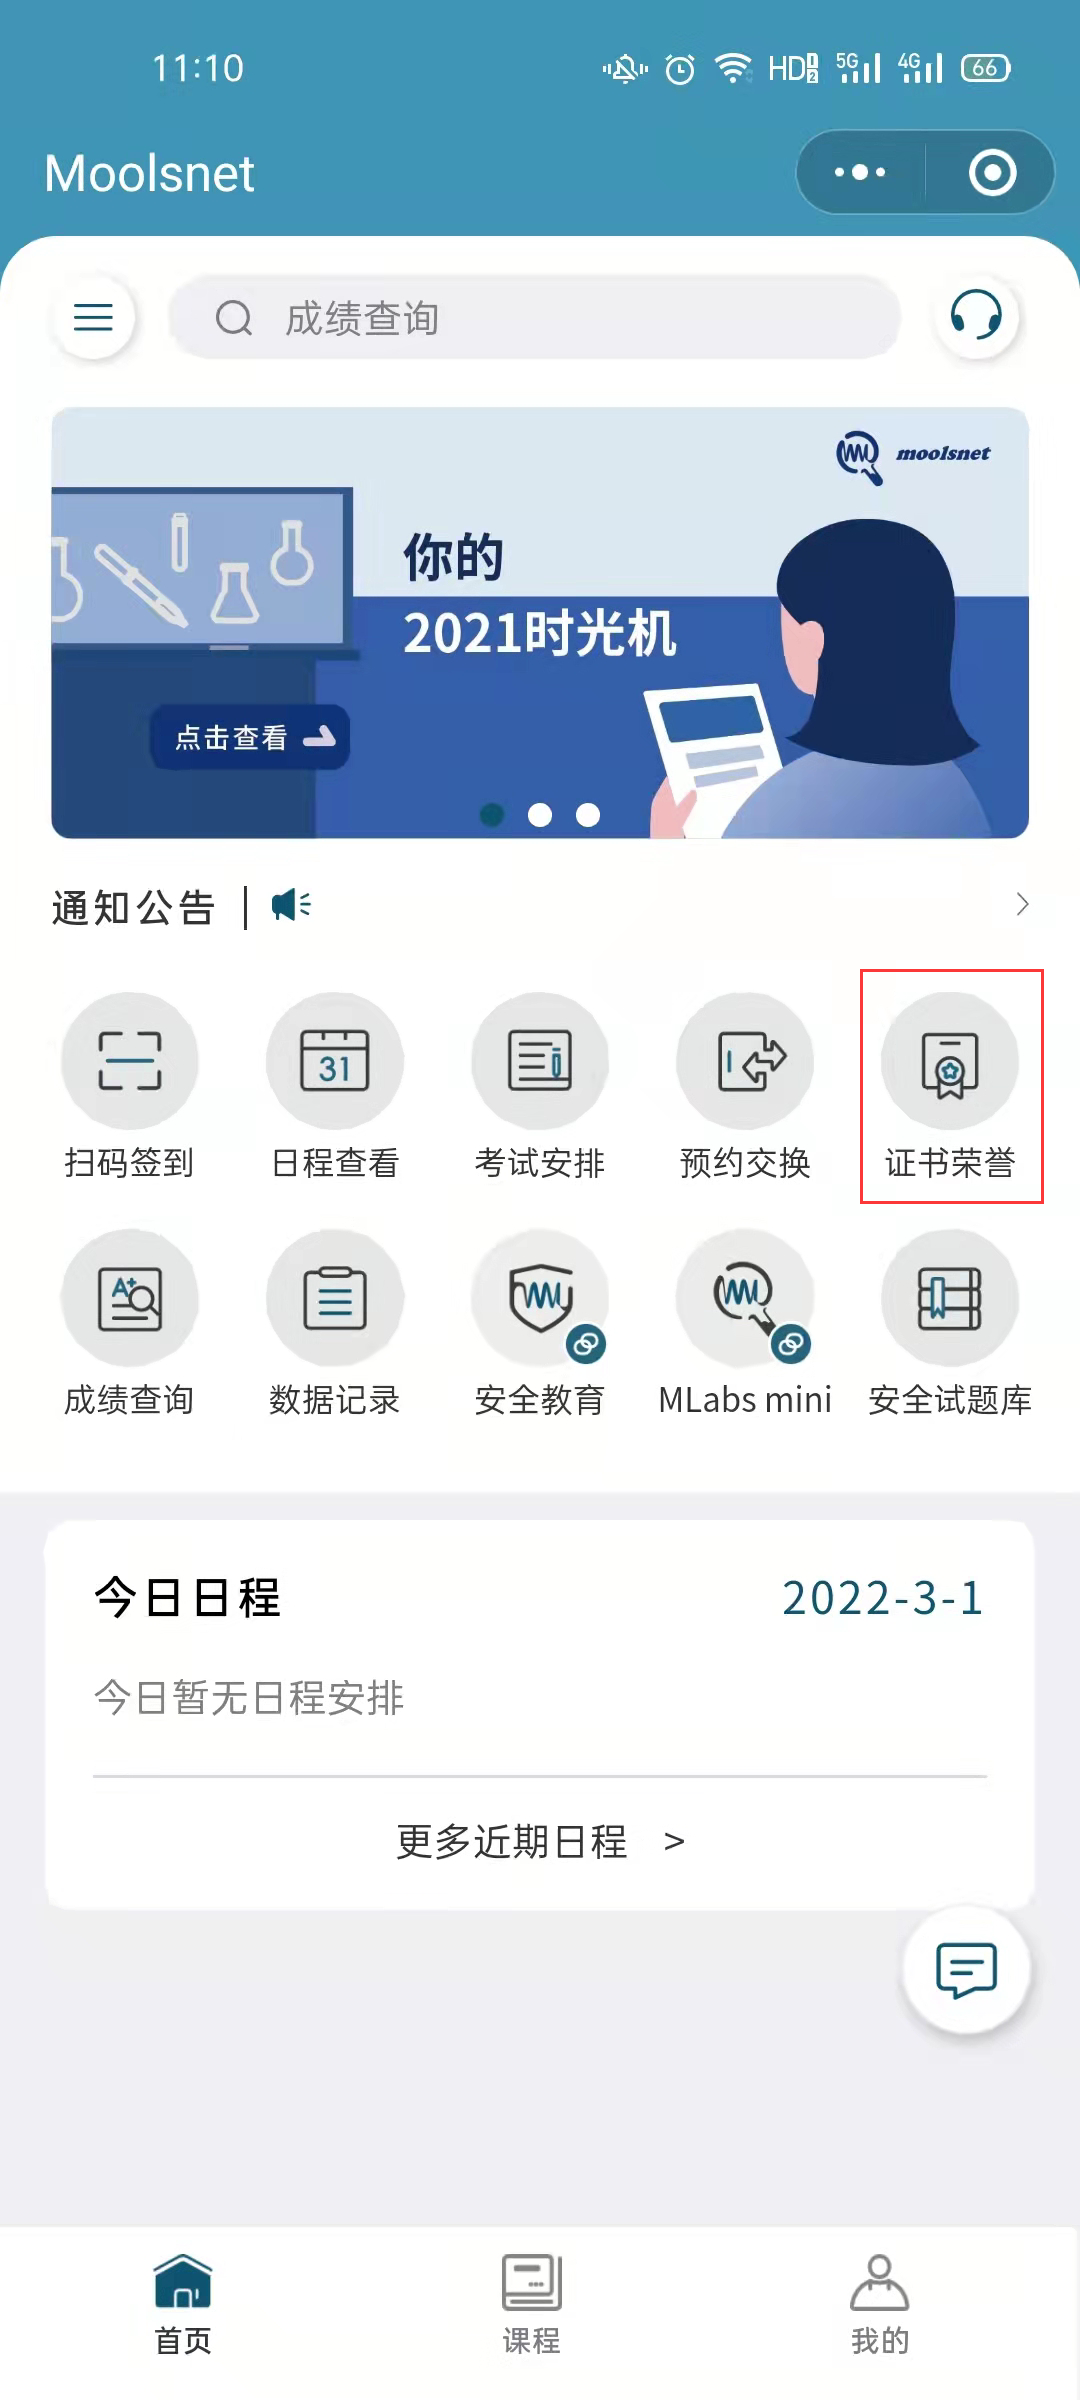 11:10
HD 1 2 5G 4G 66
Moolsnet
成绩查询
moolsnet
你的
2021时光机
点击查看
通知公告
31
扫码签到 日程查看 考试安排 预约交换 证书荣誉
A+
成绩查询 数据记录 安全教育 MLabs mini 安全试题库
今日日程 2022-3-1
今日暂无日程安排
更多近期日程 >
首页 课程 我的